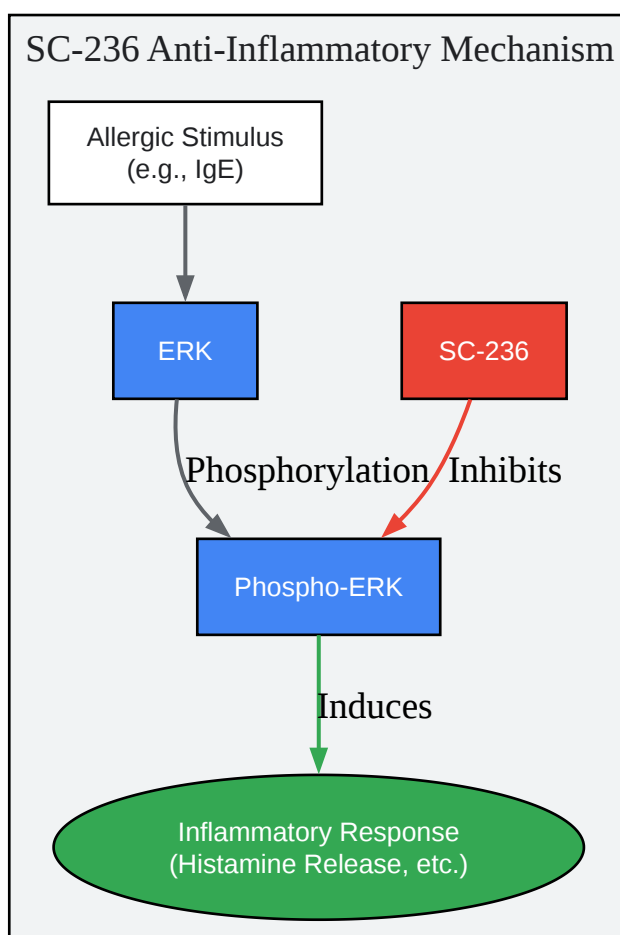 SC-236 Anti-Inflammatory Mechanism
Allergic Stimulus
(e.g., IgE)
ERK
SC-236
Phosphorylation
Inhibits
Phospho-ERK
Induces
Inflammatory Response
(Histamine Release, etc.)